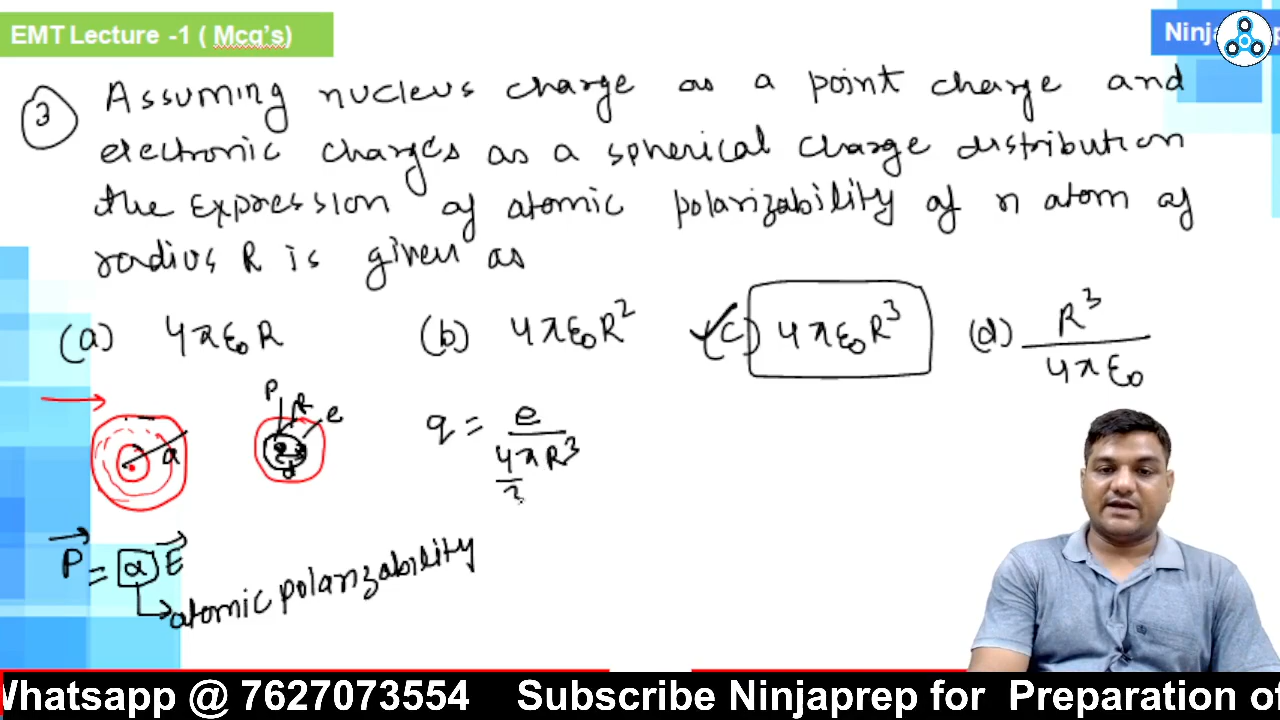 EMT Lecture -1 ( Mcq's)
Ninja
3 Assuming nucleus charge as a point charge and
electronic charges as a spherical charge distribution
the expression of atomic polarizability of n atom of
radius R is given as
(a) 4πε₀R (b) 4πε₀R² (c) 4πε₀R³ (d) R³/4πε₀
a
P R e
d
q = e/(4/3 πR³)
P = α E
atomic polarizability
Whatsapp @ 7627073554 Subscribe Ninjaprep for Preparation of